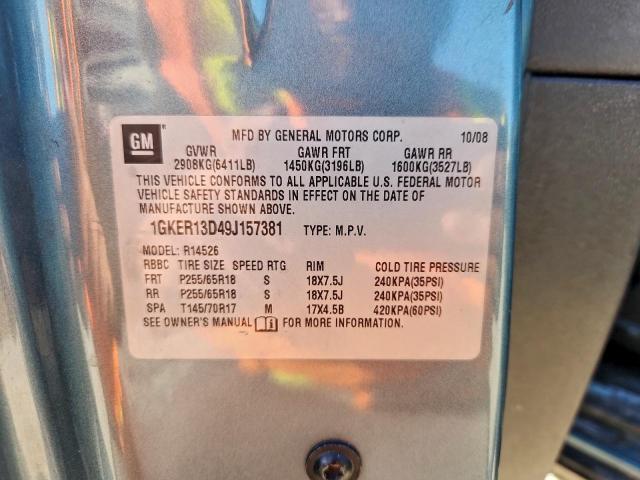 GM ® MFD BY GENERAL MOTORS CORP. 10/08
GVWR GAWR FRT GAWR RR
2908KG(6411LB) 1450KG(3196LB) 1600KG(3527LB)
THIS VEHICLE CONFORMS TO ALL APPLICABLE U.S. FEDERAL MOTOR
VEHICLE SAFETY STANDARDS IN EFFECT ON THE DATE OF
MANUFACTURE SHOWN ABOVE.
1GKER13D49J157381 TYPE: M.P.V.
MODEL: R14526
RBBC TIRE SIZE SPEED RTG RIM COLD TIRE PRESSURE
FRT P255/65R18 S 18X7.5J 240KPA(35PSI)
RR P255/65R18 S 18X7.5J 240KPA(35PSI)
SPA T145/70R17 M 17X4.5B 420KPA(60PSI)
SEE OWNER'S MANUAL FOR MORE INFORMATION.